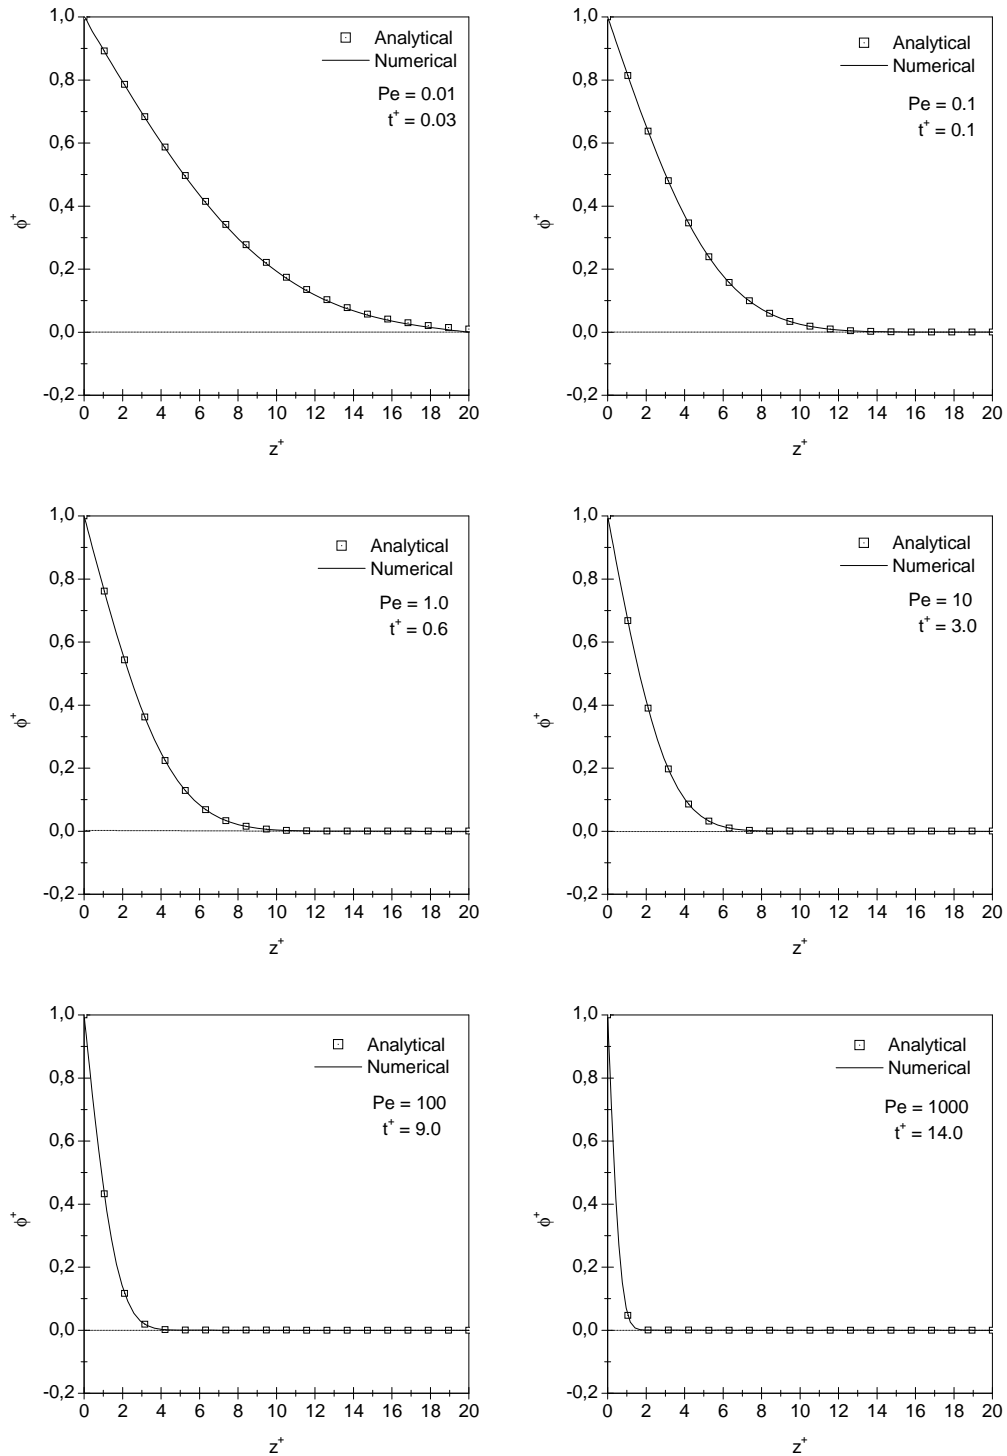 1,0
0,8
0,6
0,4
0,2
0,0
-0,2
0 2 4 6 8 10 12 14 16 18 20
ϕ⁺
z⁺
Analytical
Numerical
Pe = 0.01
t⁺ = 0.03
1,0
0,8
0,6
0,4
0,2
0,0
-0,2
0 2 4 6 8 10 12 14 16 18 20
ϕ⁺
z⁺
Analytical
Numerical
Pe = 0.1
t⁺ = 0.1
1,0
0,8
0,6
0,4
0,2
0,0
-0,2
0 2 4 6 8 10 12 14 16 18 20
ϕ⁺
z⁺
Analytical
Numerical
Pe = 1.0
t⁺ = 0.6
1,0
0,8
0,6
0,4
0,2
0,0
-0,2
0 2 4 6 8 10 12 14 16 18 20
ϕ⁺
z⁺
Analytical
Numerical
Pe = 10
t⁺ = 3.0
1,0
0,8
0,6
0,4
0,2
0,0
-0,2
0 2 4 6 8 10 12 14 16 18 20
ϕ⁺
z⁺
Analytical
Numerical
Pe = 100
t⁺ = 9.0
1,0
0,8
0,6
0,4
0,2
0,0
-0,2
0 2 4 6 8 10 12 14 16 18 20
ϕ⁺
z⁺
Analytical
Numerical
Pe = 1000
t⁺ = 14.0